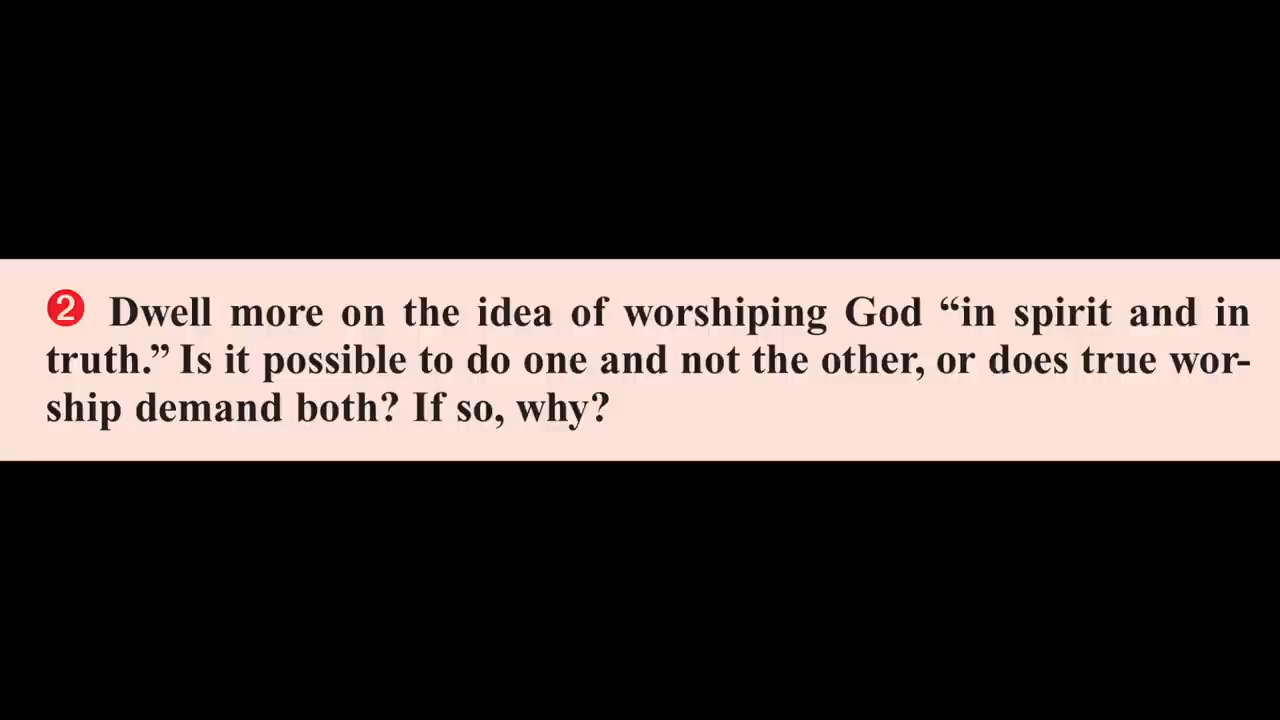 2 Dwell more on the idea of worshiping God “in spirit and in
truth.” Is it possible to do one and not the other, or does true wor-
ship demand both? If so, why?